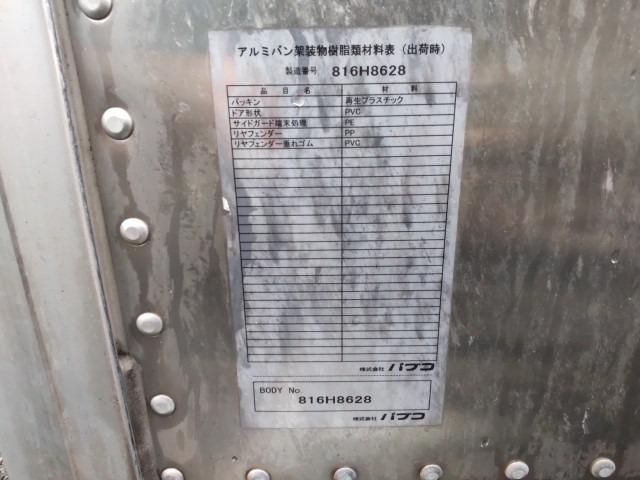 アルミバン架装物樹脂類材料表（出荷時）
製造番号 816H8628
品目名 材料
パッキン 再生プラスチック
ドア形状 PVC
サイドガード端末処理 PE
リヤフェンダー PP
リヤフェンダー垂れゴム PVC
株式会社 パブコ
BODY No. 816H8628
株式会社 パブコ